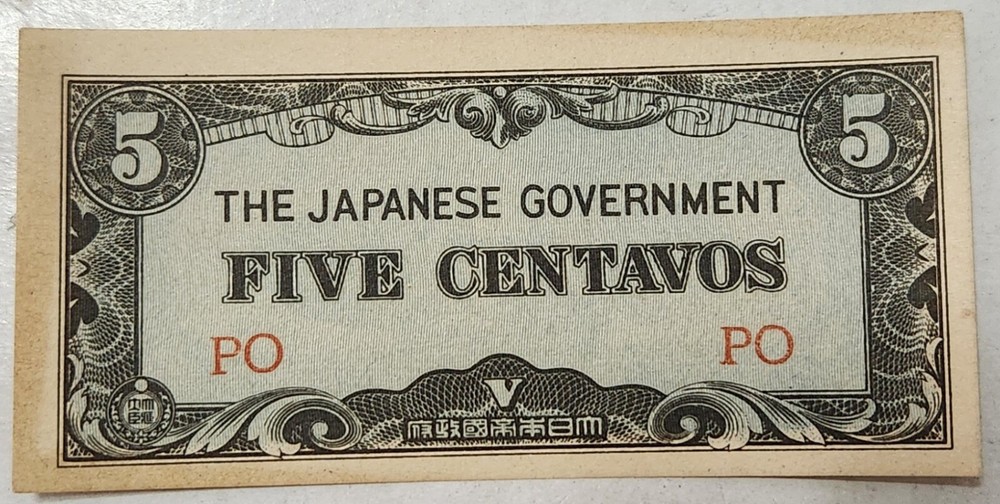 5 5
THE JAPANESE GOVERNMENT
FIVE CENTAVOS
PO PO
V
府政國帝本日大